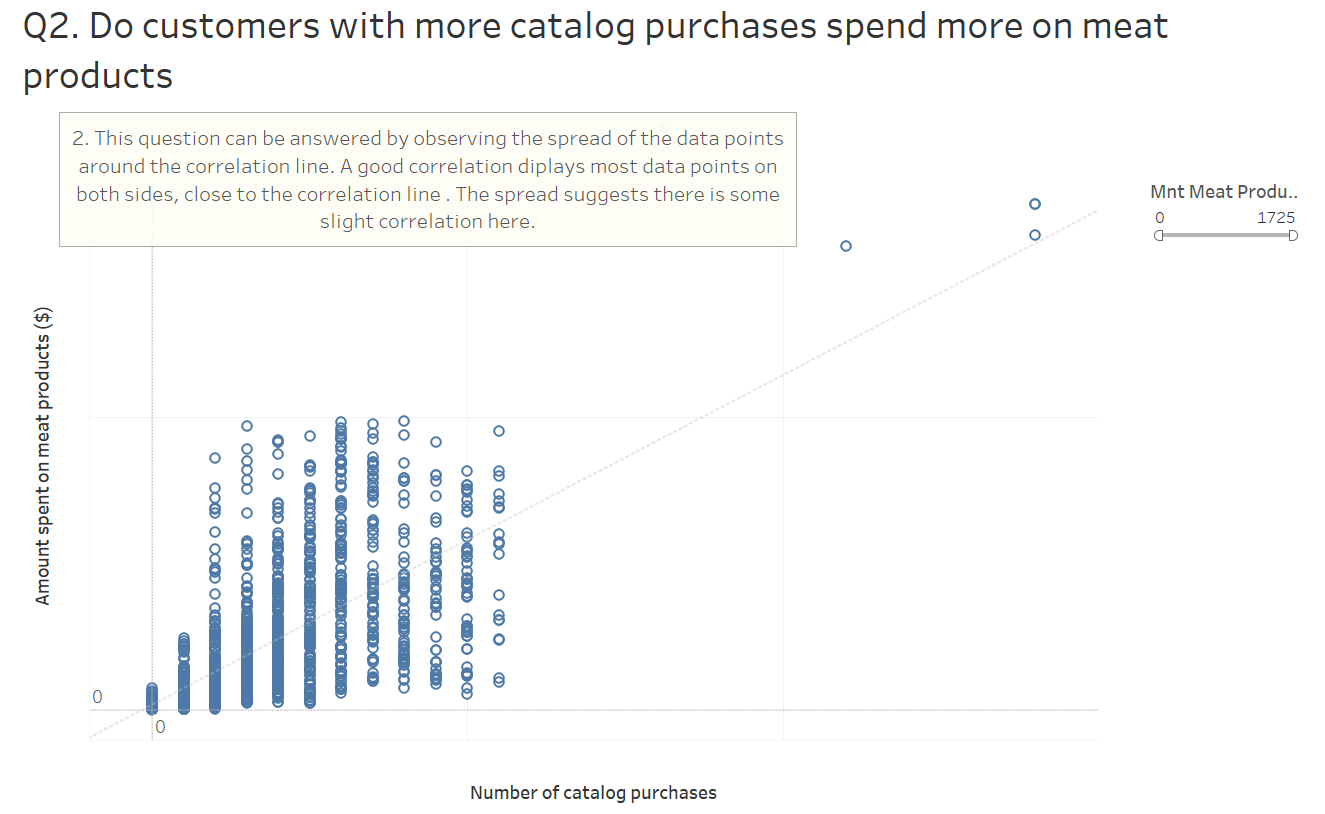 Q2. Do customers with more catalog purchases spend more on meat
products
2. This question can be answered by observing the spread of the data points
around the correlation line. A good correlation diplays most data points on
both sides, close to the correlation line . The spread suggests there is some
slight correlation here.
Mnt Meat Produ..
0 1725
Amount spent on meat products ($)
0
0
Number of catalog purchases